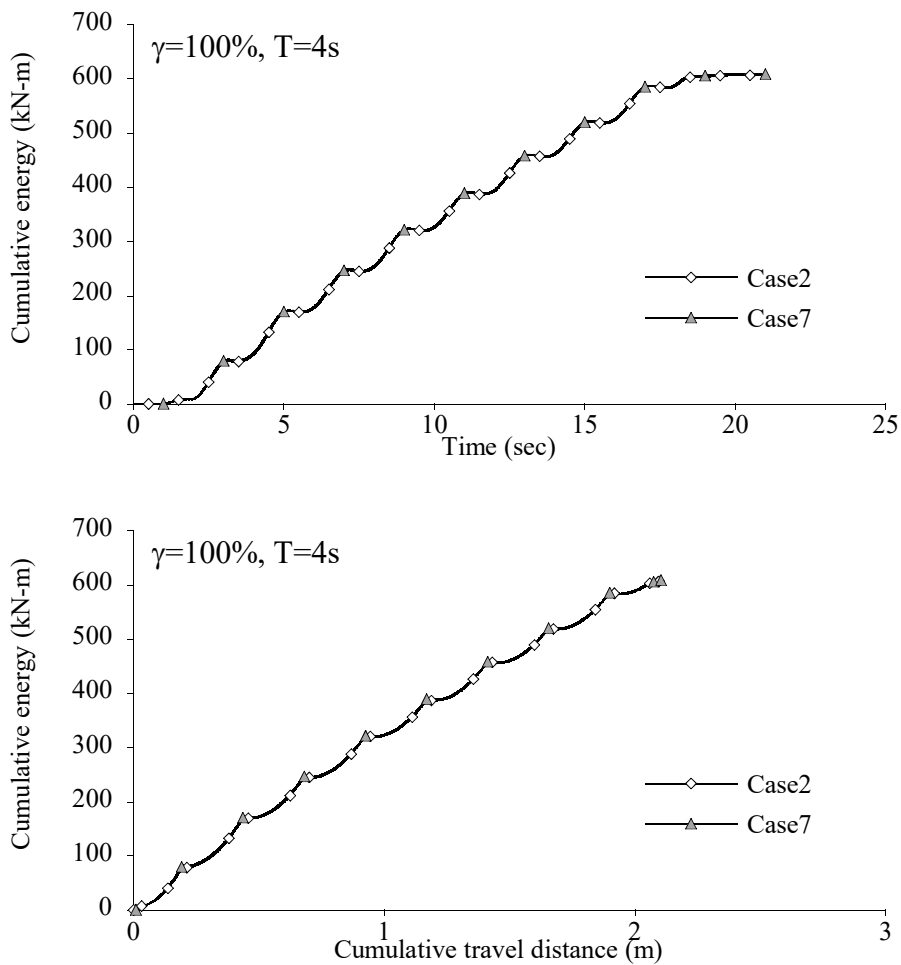 700
600
500
400
300
200
100
0
Cumulative energy (kN-m)
γ=100%, T=4s
Case2
Case7
0 5 10 15 20 25
Time (sec)
700
600
500
400
300
200
100
0
Cumulative energy (kN-m)
γ=100%, T=4s
Case2
Case7
0 1 2 3
Cumulative travel distance (m)